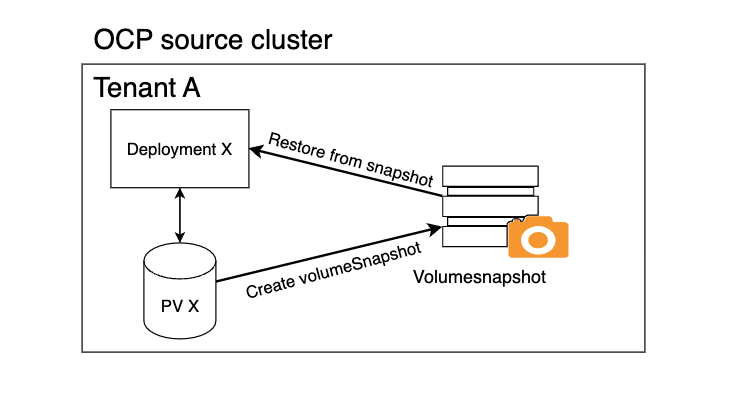 OCP source cluster
Tenant A
Deployment X
Restore from snapshot
Create volumeSnapshot
Volumesnapshot
PV X